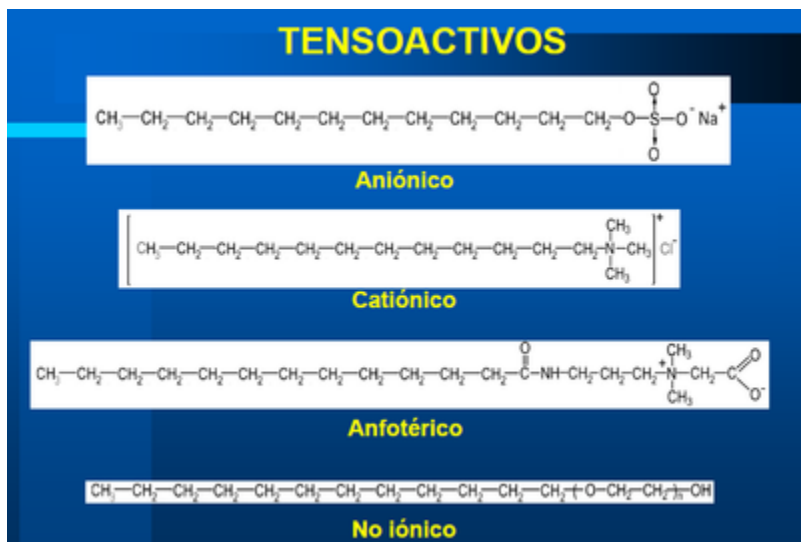 TENSOACTIVOS
O
CH₃—CH₂—CH₂—CH₂—CH₂—CH₂—CH₂—CH₂—CH₂—CH₂—CH₂—CH₂—O—S—O⁻ Na⁺
O
Aniónico
CH₃ +
CH₃—CH₂—CH₂—CH₂—CH₂—CH₂—CH₂—CH₂—CH₂—CH₂—CH₂—CH₂—N—CH₃ Cl⁻
CH₃
Catiónico
O CH₃ O
CH₃—CH₂—CH₂—CH₂—CH₂—CH₂—CH₂—CH₂—CH₂—CH₂—CH₂—CH₂—C—NH—CH₂—CH₂—CH₂—N⁺—CH₂—C
CH₃ O⁻
Anfotérico
CH₃—CH₂—CH₂—CH₂—CH₂—CH₂—CH₂—CH₂—CH₂—CH₂—CH₂—CH₂—(O—CH₂—CH₂)ₙ—OH
No iónico